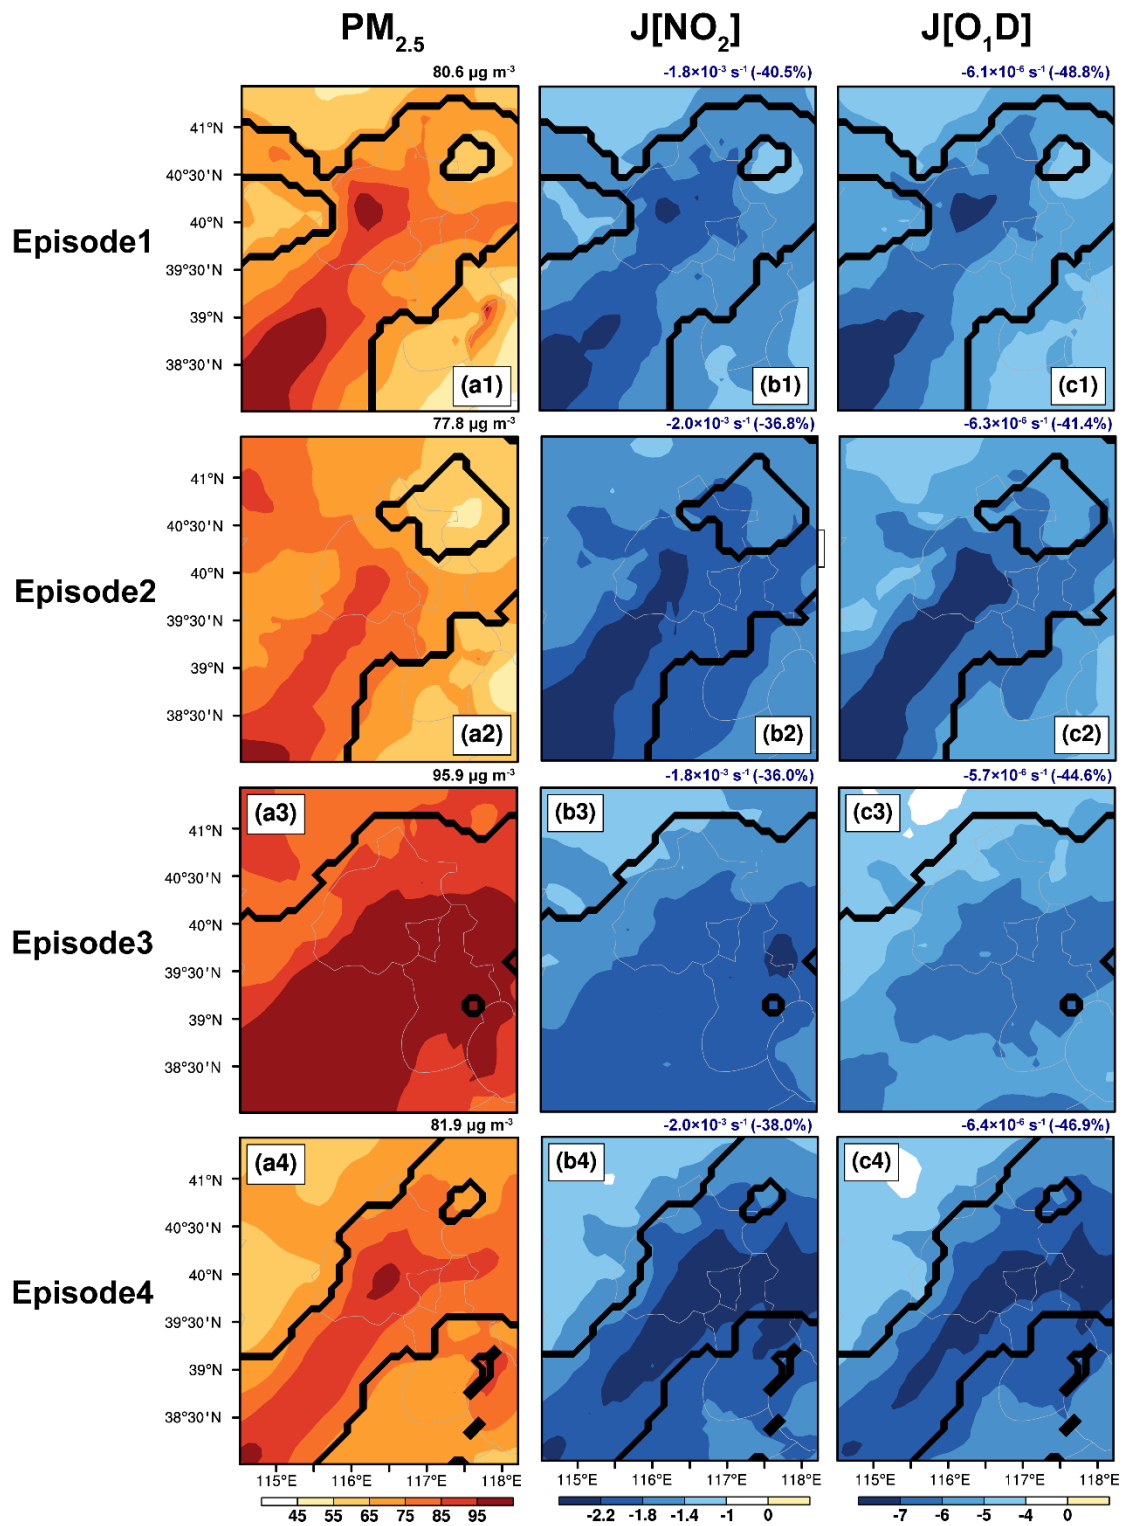 PM2.5 J[NO2] J[O1D]
80.6 µg m-3 -1.8×10-3 s-1 (-40.5%) -6.1×10-6 s-1 (-48.8%)
Episode1
41°N
40°30'N
40°N
39°30'N
39°N
38°30'N
(a1) (b1) (c1)
77.8 µg m-3 -2.0×10-3 s-1 (-36.8%) -6.3×10-6 s-1 (-41.4%)
Episode2
41°N
40°30'N
40°N
39°30'N
39°N
38°30'N
(a2) (b2) (c2)
95.9 µg m-3 -1.8×10-3 s-1 (-36.0%) -5.7×10-6 s-1 (-44.6%)
(a3) (b3) (c3)
Episode3
41°N
40°30'N
40°N
39°30'N
39°N
38°30'N
81.9 µg m-3 -2.0×10-3 s-1 (-38.0%) -6.4×10-6 s-1 (-46.9%)
(a4) (b4) (c4)
Episode4
41°N
40°30'N
40°N
39°30'N
39°N
38°30'N
115°E 116°E 117°E 118°E 115°E 116°E 117°E 118°E 115°E 116°E 117°E 118°E
45 55 65 75 85 95 -2.2 -1.8 -1.4 -1 0 -7 -6 -5 -4 0